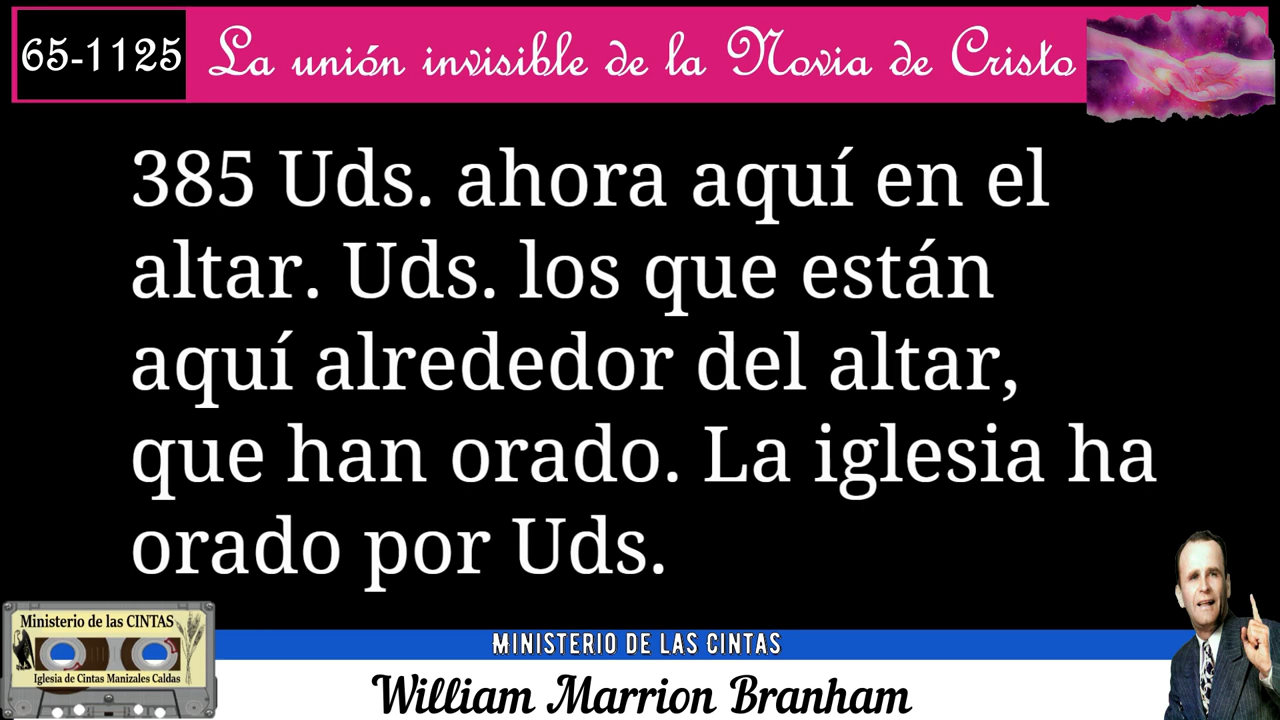 65-1125 La unión invisible de la Novia de Cristo
385 Uds. ahora aquí en el
altar. Uds. los que están
aquí alrededor del altar,
que han orado. La iglesia ha
orado por Uds.
Ministerio de las CINTAS
Iglesia de Cintas Manizales Caldas
MINISTERIO DE LAS CINTAS
William Marrion Branham